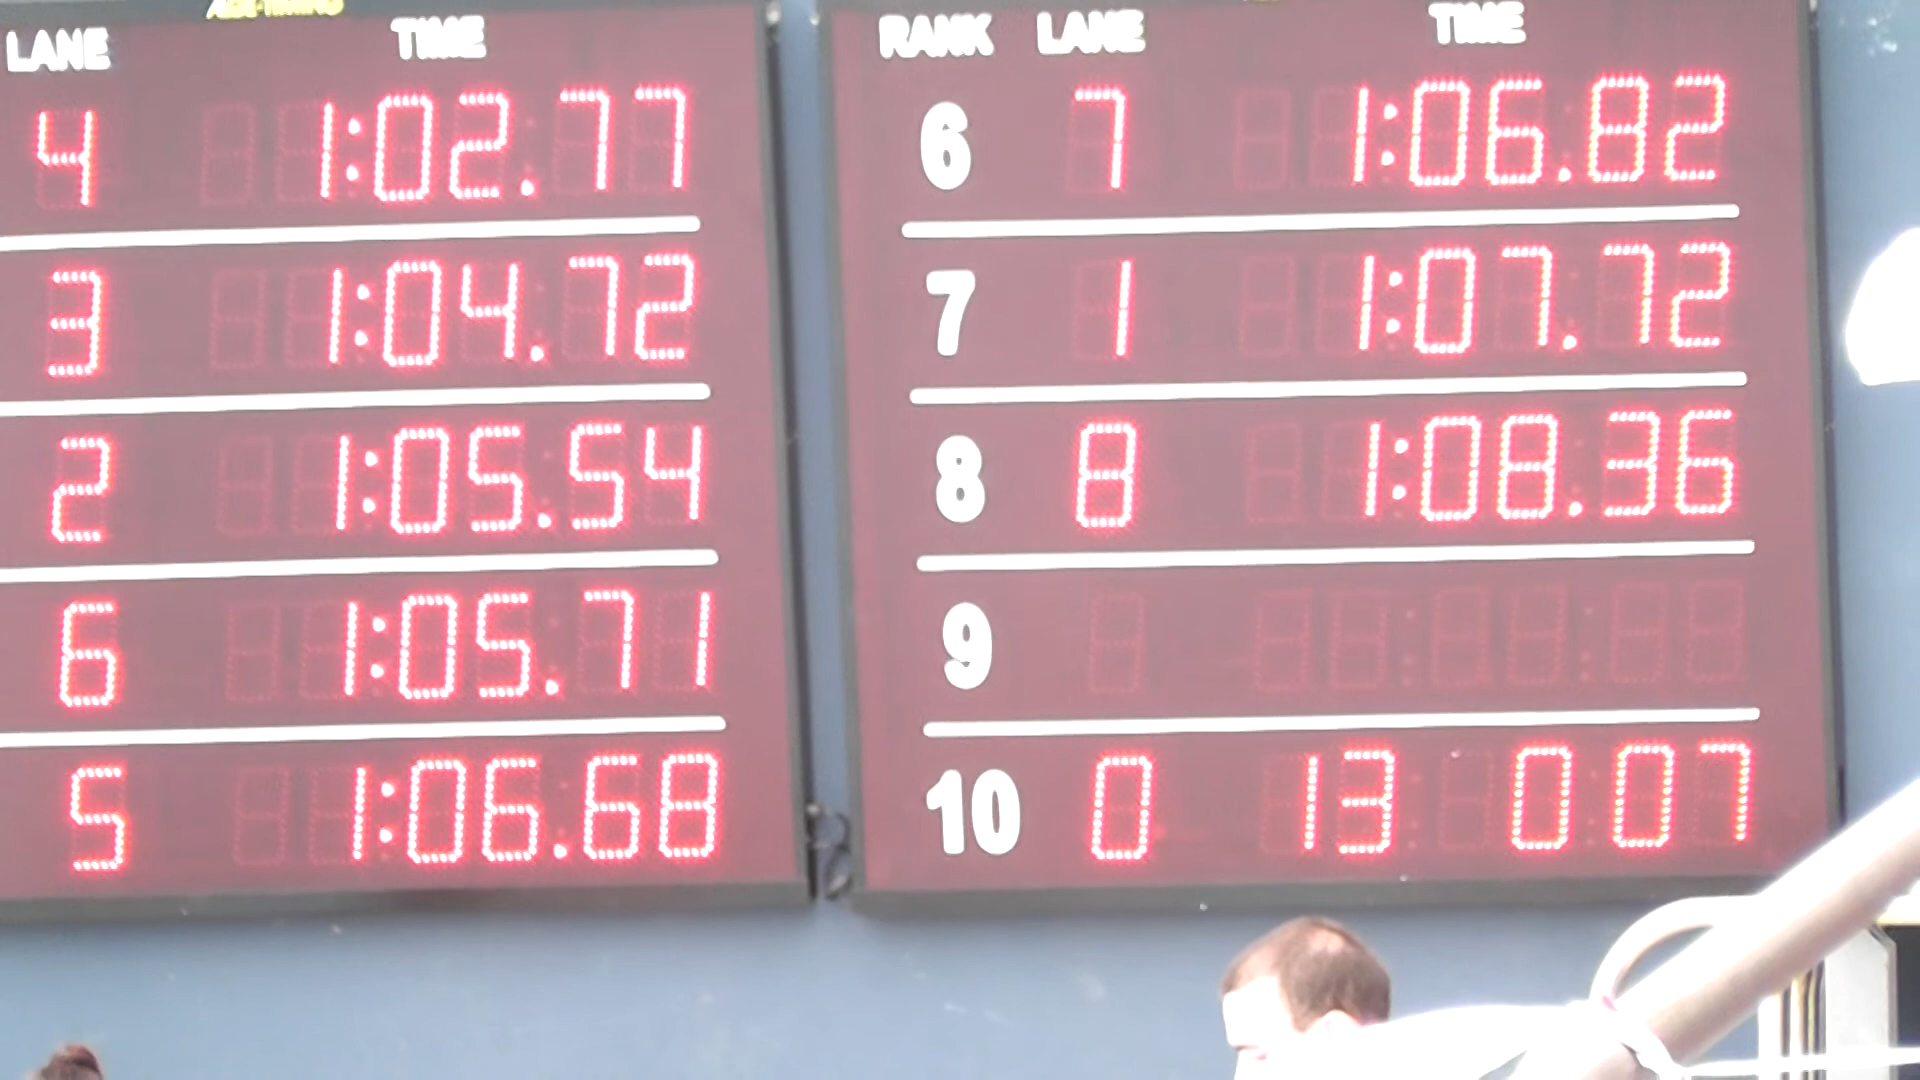 LANE TIME
4 1:02.77
3 1:04.72
2 1:05.54
6 1:05.71
5 1:06.68
RANK LANE TIME
6 7 1:06.82
7 1 1:07.72
8 8 1:08.36
9
10 0 13 0 07